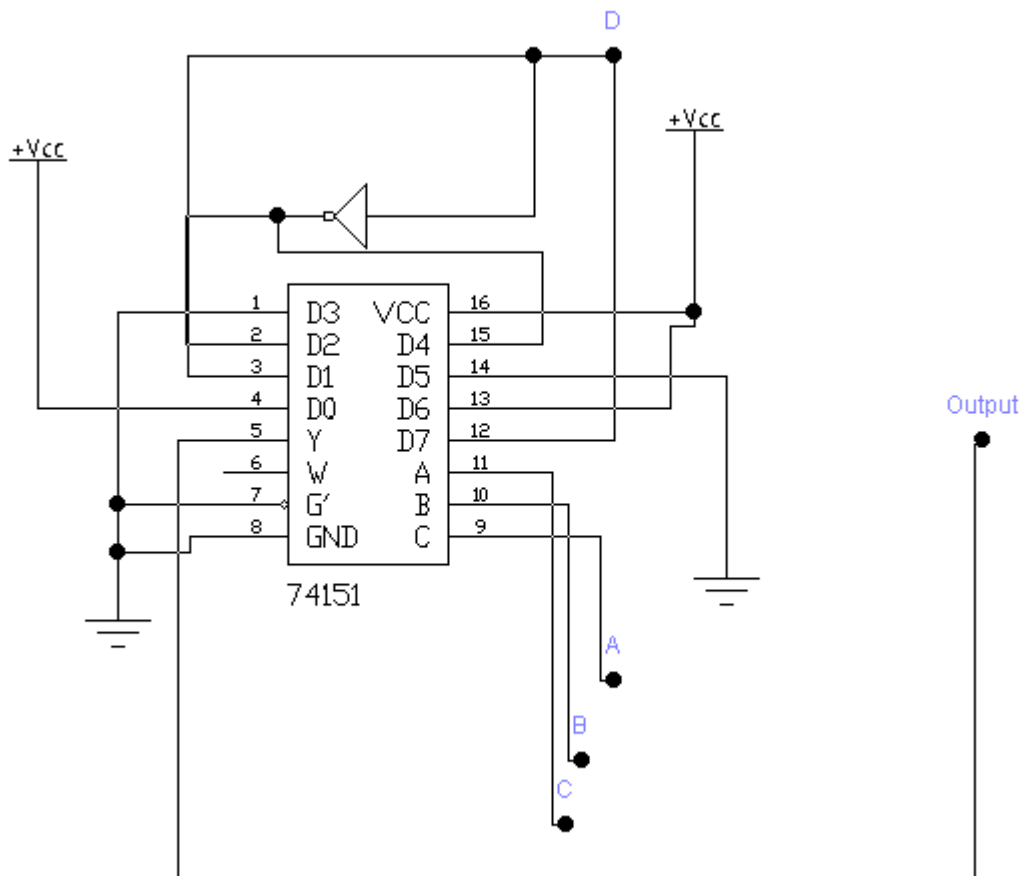 D
+Vcc
+Vcc
1 D3 VCC 16
2 D2 D4 15
3 D1 D5 14
4 D0 D6 13
5 Y D7 12
6 W A 11
7 G' B 10
8 GND C 9
74151
Output
A
B
C